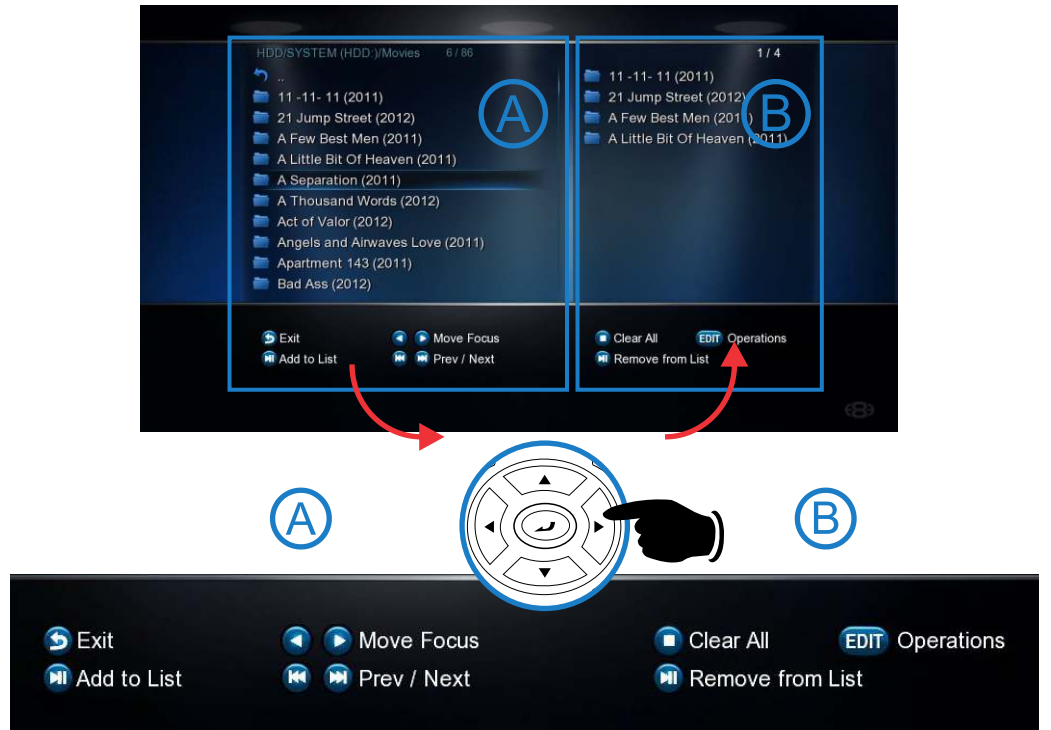 HDD/SYSTEM (HDD:)/Movies 6 / 86
..
11 -11- 11 (2011)
21 Jump Street (2012)
A Few Best Men (2011)
A Little Bit Of Heaven (2011)
A Separation (2011)
A Thousand Words (2012)
Act of Valor (2012)
Angels and Airwaves Love (2011)
Apartment 143 (2011)
Bad Ass (2012)
A
1 / 4
11 -11- 11 (2011)
21 Jump Street (2012)
A Few Best Men (2011)
A Little Bit Of Heaven (2011)
B
Exit Move Focus
Add to List Prev / Next
Clear All EDIT Operations
Remove from List
A
B
Exit Move Focus Clear All EDIT Operations
Add to List Prev / Next Remove from List